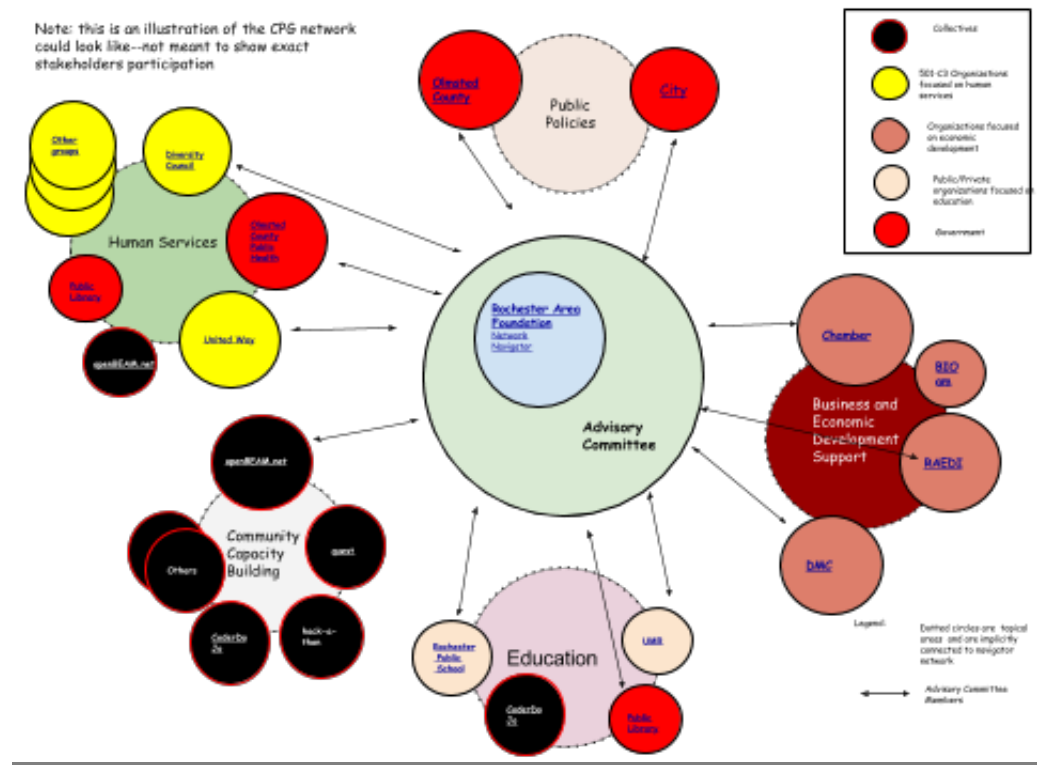 Note: this is an illustration of the CPG network
could look like--not meant to show exact
stakeholders participation
Collectives
501-C3 Organizations
focused on human
services
Organizations focused
on economic
development
Public/Private
organizations focused on
education
Government
Olmsted
County
Public
Policies
City
Other
groups
Diversity
Council
Human Services
Olmsted
County
Public
Health
Public
Library
United Way
openBEAM.net
Rochester Area
Foundation
Network
Navigator
Advisory
Committee
Chamber
BIO
am
Business and
Economic
Development
Support
RAEDI
DMC
openBEAM.net
Community
Capacity
Building
quest
Others
Coderdo
Jo
hack-a-
thon
Rochester
Public
School
Education
UMR
Coderdo
Jo
Public
Library
Legend:
Dotted circles are topical
areas and are implicitly
connected to navigator
network
Advisory Committee
Members